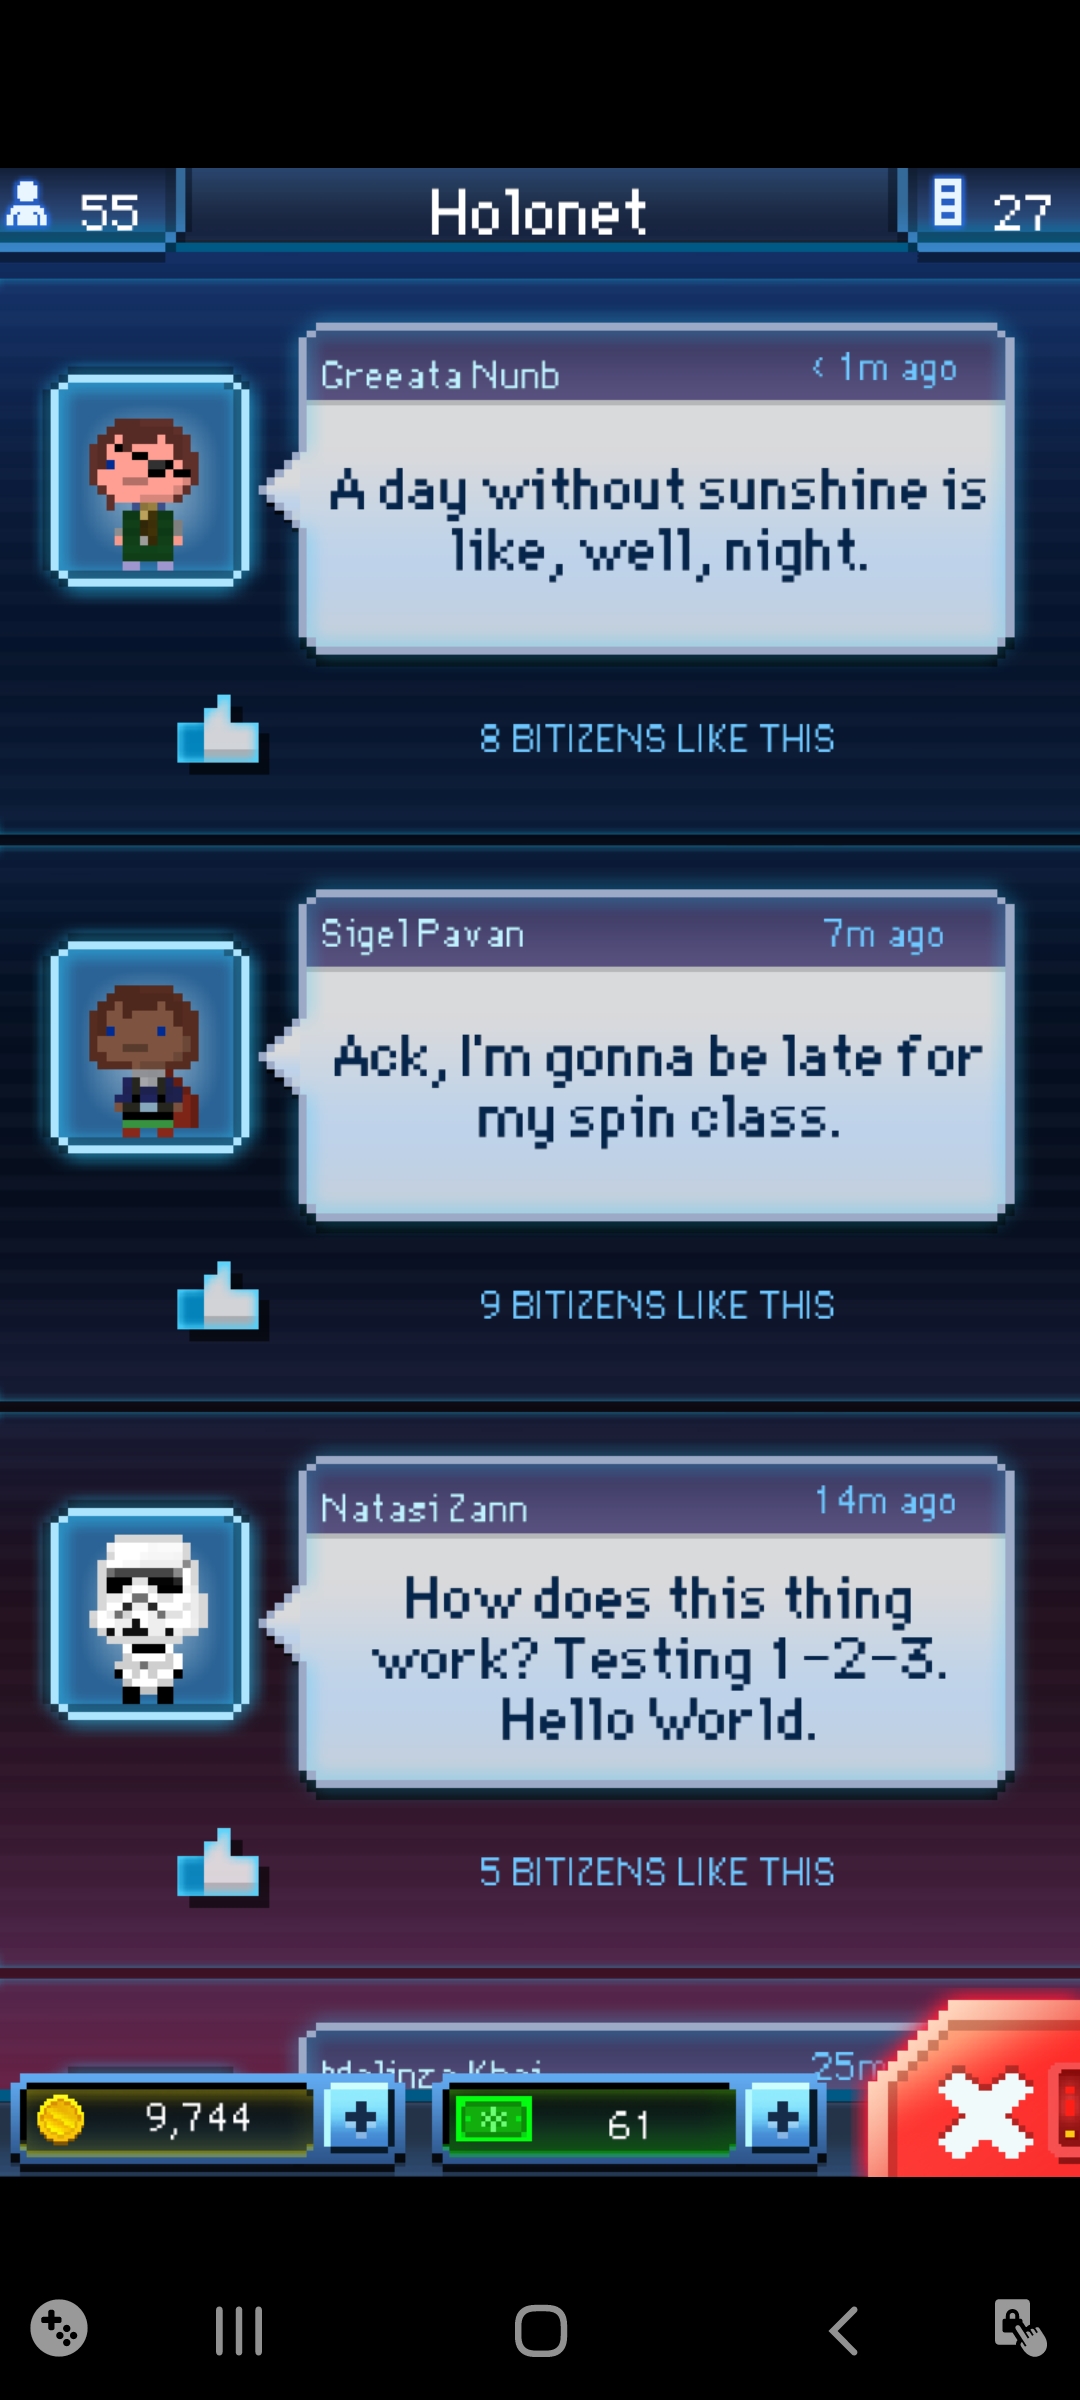 55
Holonet
27
Greeata Nunb
< 1m ago
A day without sunshine is
like, well, night.
8 BITIZENS LIKE THIS
Sigel Pavan
7m ago
Ack, I'm gonna be late for
my spin class.
9 BITIZENS LIKE THIS
Natasi Zann
14m ago
How does this thing
work? Testing 1-2-3.
Hello World.
5 BITIZENS LIKE THIS
25m
9,744
61